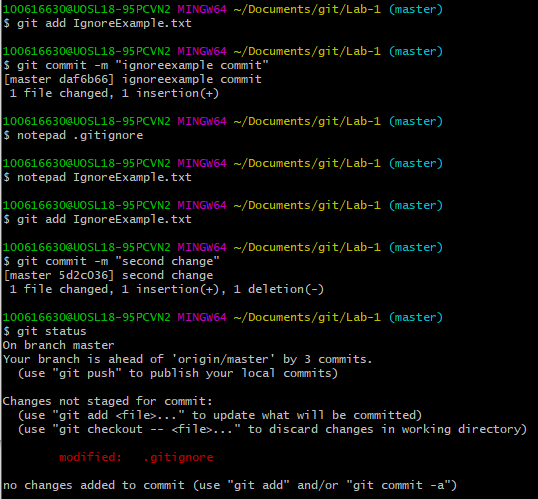 100616630@UOSL18-95PCVN2 MINGW64 ~/Documents/git/Lab-1 (master)
$ git add IgnoreExample.txt
100616630@UOSL18-95PCVN2 MINGW64 ~/Documents/git/Lab-1 (master)
$ git commit -m "ignoreexample commit"
[master daf6b66] ignoreexample commit
1 file changed, 1 insertion(+)
100616630@UOSL18-95PCVN2 MINGW64 ~/Documents/git/Lab-1 (master)
$ notepad .gitignore
100616630@UOSL18-95PCVN2 MINGW64 ~/Documents/git/Lab-1 (master)
$ notepad IgnoreExample.txt
100616630@UOSL18-95PCVN2 MINGW64 ~/Documents/git/Lab-1 (master)
$ git add IgnoreExample.txt
100616630@UOSL18-95PCVN2 MINGW64 ~/Documents/git/Lab-1 (master)
$ git commit -m "second change"
[master 5d2c036] second change
1 file changed, 1 insertion(+), 1 deletion(-)
100616630@UOSL18-95PCVN2 MINGW64 ~/Documents/git/Lab-1 (master)
$ git status
On branch master
Your branch is ahead of 'origin/master' by 3 commits.
(use "git push" to publish your local commits)
Changes not staged for commit:
(use "git add <file>..." to update what will be committed)
(use "git checkout -- <file>..." to discard changes in working directory)
modified: .gitignore
no changes added to commit (use "git add" and/or "git commit -a")